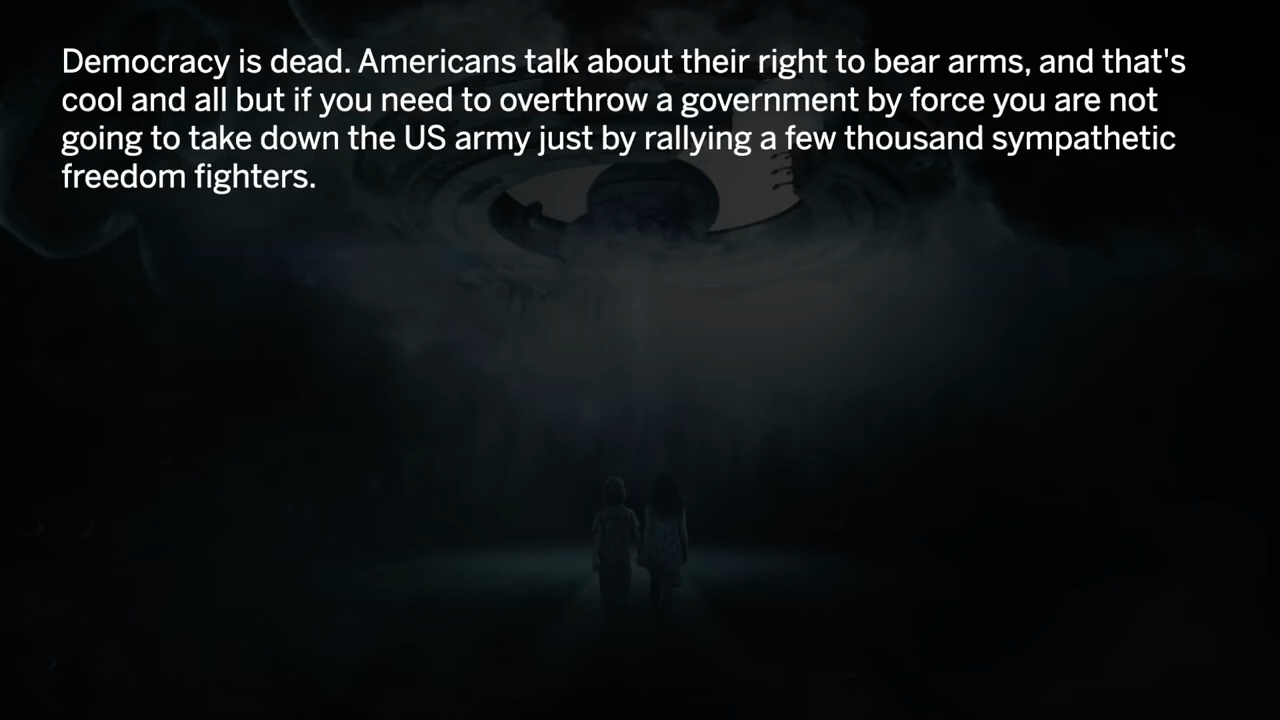 Democracy is dead. Americans talk about their right to bear arms, and that's
cool and all but if you need to overthrow a government by force you are not
going to take down the US army just by rallying a few thousand sympathetic
freedom fighters.